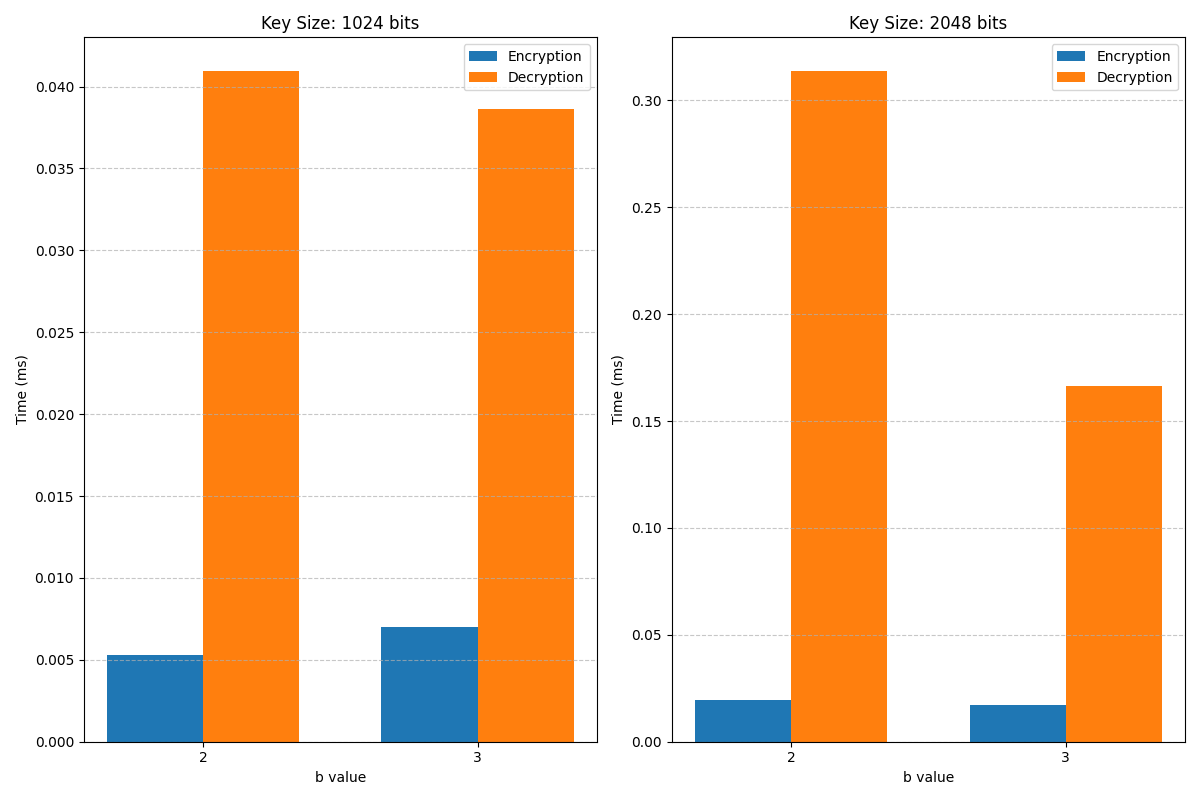 Key Size: 1024 bits
Encryption
Decryption
0.040
0.035
0.030
0.025
0.020
0.015
0.010
0.005
0.000
Time (ms)
2
3
b value
Key Size: 2048 bits
Encryption
Decryption
0.30
0.25
0.20
0.15
0.10
0.05
0.00
Time (ms)
2
3
b value